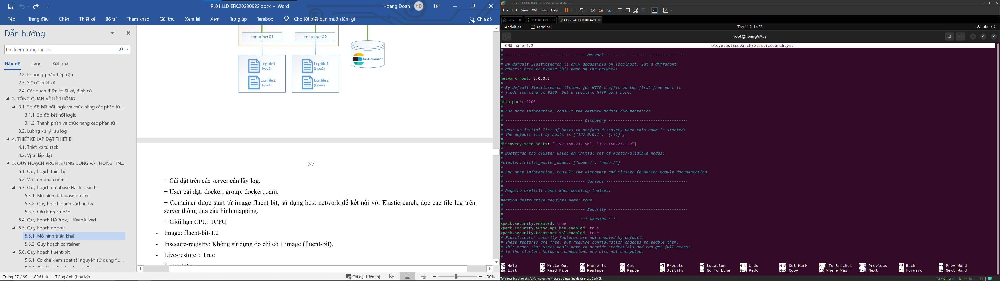 PL01.LLD EFK.20230922.docx - Word
Hoang Doan
HD
Tệp Trang đầu Chèn Thiết kế Bố trí Tham khảo Gửi thư Xem lại Xem Trợ giúp Terabox Cho tôi biết bạn muốn làm gì Chia sẻ
Dẫn hướng
Tìm kiếm trong tài liệu
Đầu đề Trang Kết quả
2.2. Phương pháp tiếp cận
2.3. Sở cứ thiết kế
2.4. Các quan điểm thiết kế, định cỡ
3. TỔNG QUAN VỀ HỆ THỐNG
3.1. Sơ đồ kết nối logic và chức năng các phần tử...
3.1.1. Sơ đồ kết nối logic
3.1.2. Thành phần và chức năng các phần tử
3.2. Luồng xử lý lưu log
4. THIẾT KẾ LẮP ĐẶT THIẾT BỊ
4.1. Thiết kế tủ rack
4.2. Vị trí lắp đặt
5. QUY HOẠCH PROFILE ỨNG DỤNG VÀ THÔNG TIN...
5.1. Quy hoạch thiết bị
5.2. Version phần mềm
5.3. Quy hoạch database Elasticsearch
5.3.1. Mô hình database cluster
5.3.2. Quy hoạch danh sách index
5.3.3. Cấu hình cơ bản
5.4. Quy hoạch HAProxy - KeepAlived
5.5. Quy hoạch docker
5.5.1. Mô hình triển khai
5.5.2. Quy hoạch container
5.6. Quy hoạch fluent-bit
5.6.1. Cơ chế kiểm soát tài nguyên sử dụng flu...
container01
container02
Logfile1
(type1)
Logfile2
(type1)
Logfile1
(type2)
Logfile2
(type2)
lasticsearch
37
+ Cài đặt trên các server cần lấy log.
+ User cài đặt: docker, group: docker, oam.
+ Container được start từ image fluent-bit, sử dụng host-network để kết nối với Elasticsearch, đọc các file log trên
server thông qua cấu hình mapping.
+ Giới hạn CPU: 1CPU
- Image: fluent-bit-1.2
- Insecure-registry: Không sử dụng do chỉ có 1 image (fluent-bit).
- Live-restore": True
Trang 37 / 69 8261 từ Tiếng Anh (Hoa Kỳ) Cài đặt Hiển thị 90%
Clone of UBUNTUFA23 - VMware Workstation
File Edit View VM Tabs Help
Home UBUNTUFA23 Clone of UBUNTUFA23
Activities Terminal Thg 11 2 14:55
root@hoangVM: /
GNU nano 6.2 etc/elasticsearch/elasticsearch.yml
#
# ---------------------------------- Network -----------------------------------
#
# By default Elasticsearch is only accessible on localhost. Set a different
# address here to expose this node on the network:
#
network.host: 0.0.0.0
#
# By default Elasticsearch listens for HTTP traffic on the first free port it
# finds starting at 9200. Set a specific HTTP port here:
#
http.port: 9200
#
# For more information, consult the network module documentation.
#
# --------------------------------- Discovery ----------------------------------
#
# Pass an initial list of hosts to perform discovery when this node is started:
# The default list of hosts is ["127.0.0.1", "[::1]"]
#
discovery.seed_hosts: ["192.168.23.156", "192.168.23.159"]
#
# Bootstrap the cluster using an initial set of master-eligible nodes:
#
#cluster.initial_master_nodes: ["node-1", "node-2"]
#
# For more information, consult the discovery and cluster formation module documentation.
#
# ---------------------------------- Various -----------------------------------
#
# Require explicit names when deleting indices:
#
#action.destructive_requires_name: true
#
# ---------------------------------- Security ----------------------------------
#
# *** WARNING ***
xpack.security.enabled: true
xpack.security.authc.api_key.enabled: true
xpack.security.transport.ssl.enabled: true
# Elasticsearch security features are not enabled by default.
# These features are free, but require configuration changes to enable them.
# This means that users don't have to provide credentials and can get full access
# to the cluster. Network connections are also not encrypted.
#
^G Help ^O Write Out ^W Where Is ^K Cut ^T Execute ^C Location M-U Undo M-A Set Mark M-] To Bracket M-Q Previous ^B Back ^◄ Prev Word
^X Exit ^R Read File ^\ Replace ^U Paste ^J Justify ^/ Go To Line M-E Redo M-6 Copy ^Q Where Was M-W Next ^F Forward ^► Next Word
To direct input to this VM, move the mouse pointer inside or press Ctrl+G.